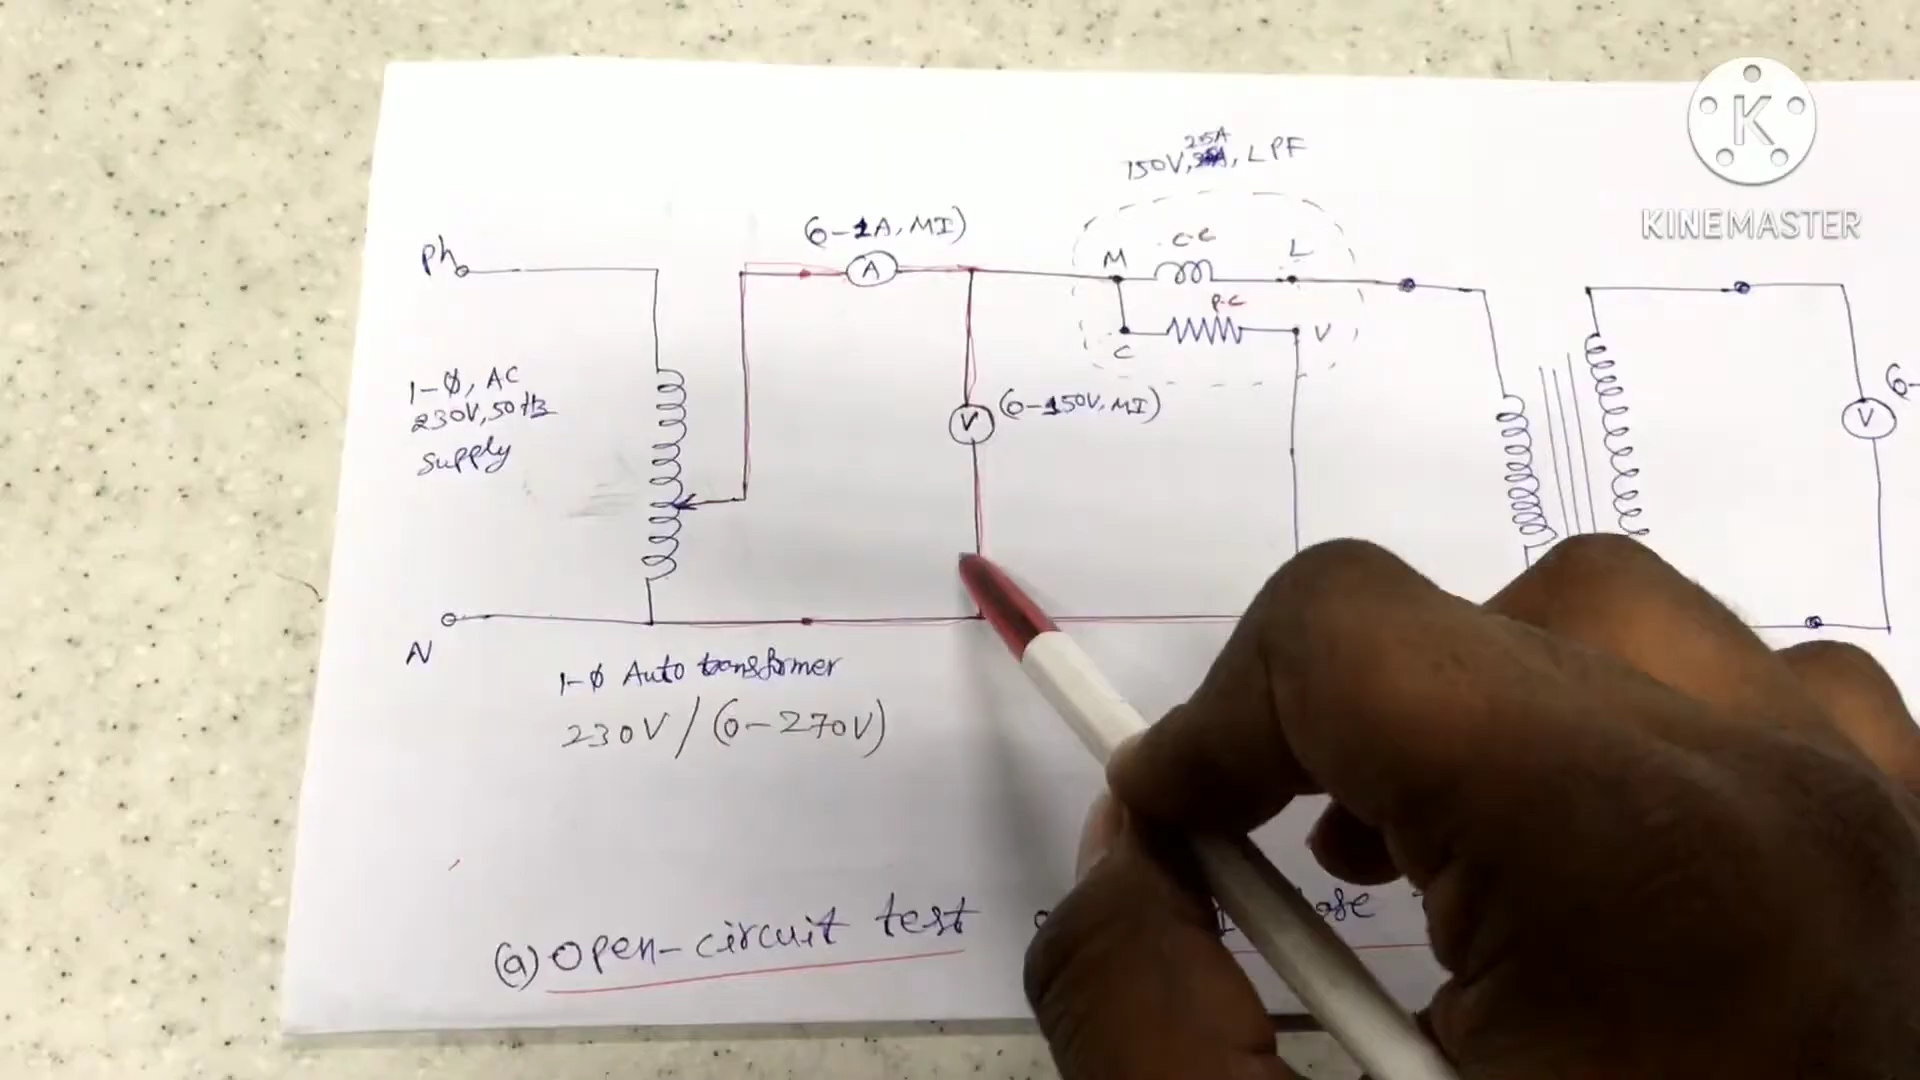 KINEMASTER
150V, 25A, LPF
(0-1A, MI)
Ph
A
M
C-C
L
P-C
C
V
1-Φ, AC
230V, 50Hz
Supply
V
(0-150V, MI)
V
N
1-Φ Auto transformer
230V / (0-270V)
(a) Open-circuit test